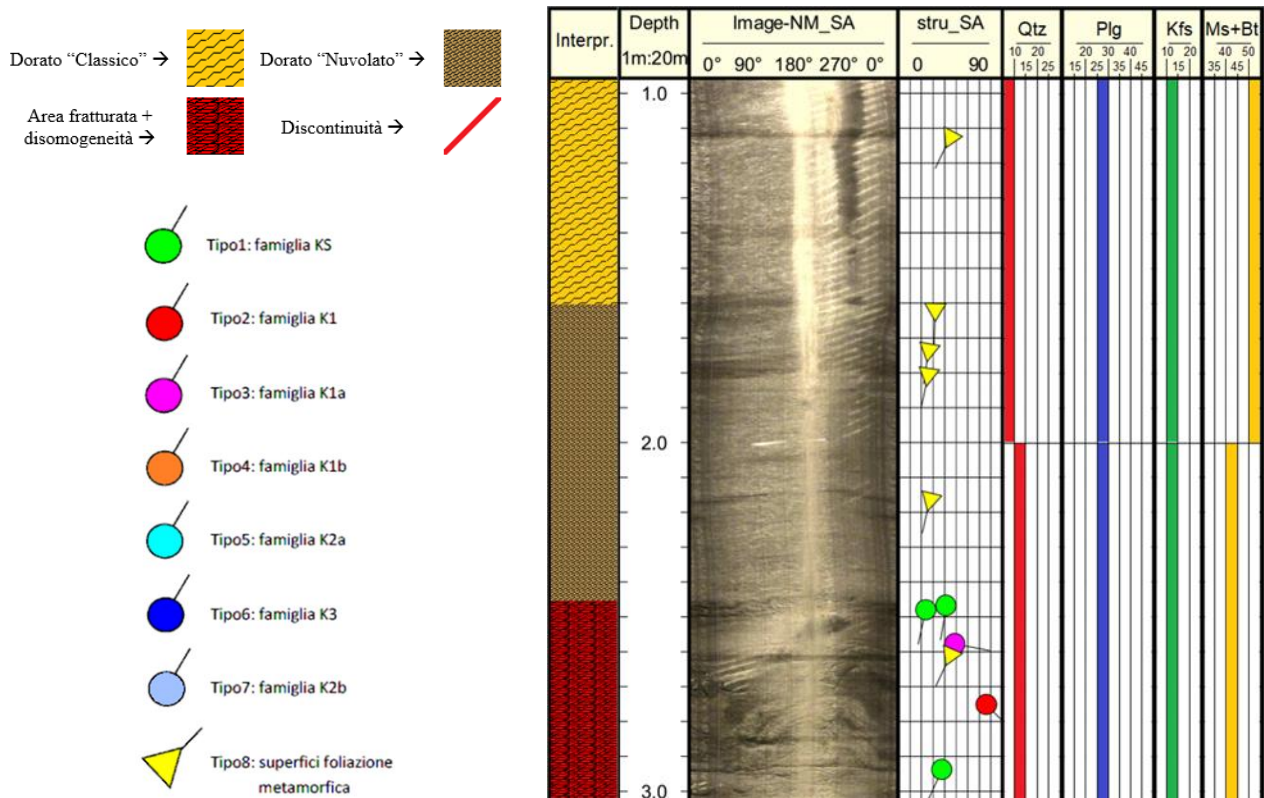 Dorato “Classico” →
Dorato “Nuvolato” →
Area fratturata +
disomogeneità →
Discontinuità →
Tipo1: famiglia KS
Tipo2: famiglia K1
Tipo3: famiglia K1a
Tipo4: famiglia K1b
Tipo5: famiglia K2a
Tipo6: famiglia K3
Tipo7: famiglia K2b
Tipo8: superfici foliazione
metamorfica
Interpr.
Depth
1m:20m
Image-NM_SA
0° 90° 180° 270° 0°
stru_SA
0 90
Qtz
10 20
15 25
Plg
20 30 40
15 25 35 45
Kfs
10 20
15
Ms+Bt
40 50
35 45
1.0
2.0
3.0